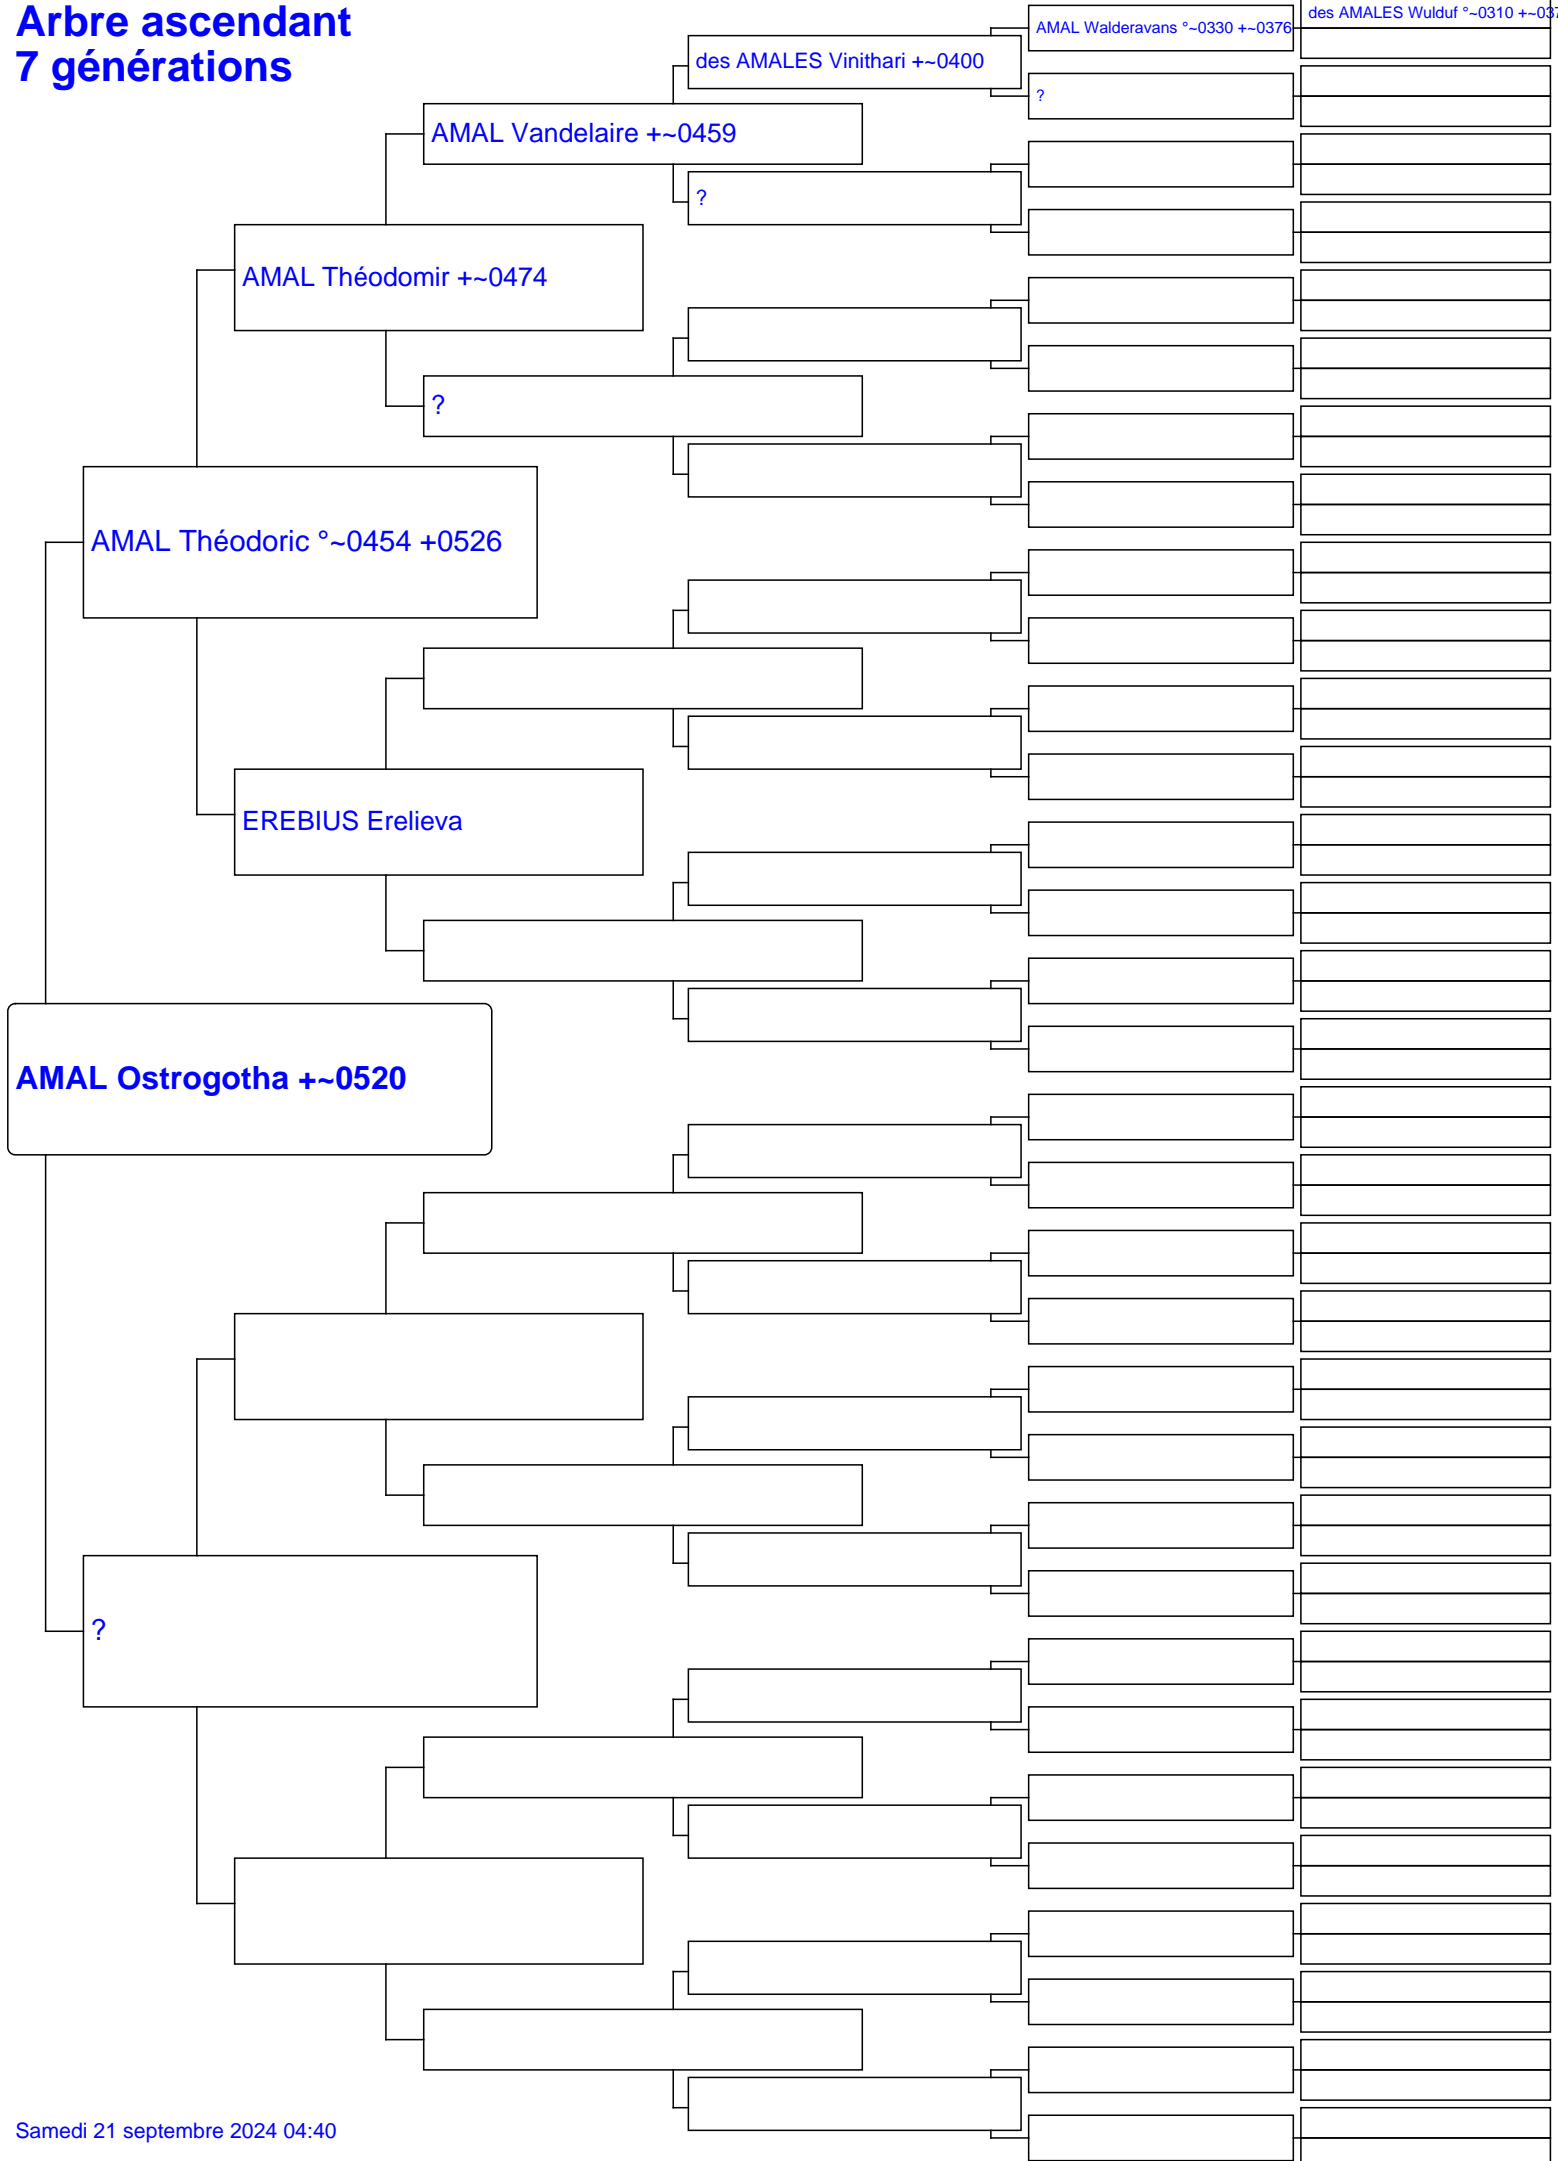 Arbre ascendant
7 générations
des AMALES Wulduf °~0310 +~037
AMAL Walderavans °~0330 +~0376
des AMALES Vinithari +~0400
?
AMAL Vandelaire +~0459
?
AMAL Théodomir +~0474
?
AMAL Théodoric °~0454 +0526
EREBIUS Erelieva
AMAL Ostrogotha +~0520
?
Samedi 21 septembre 2024 04:40